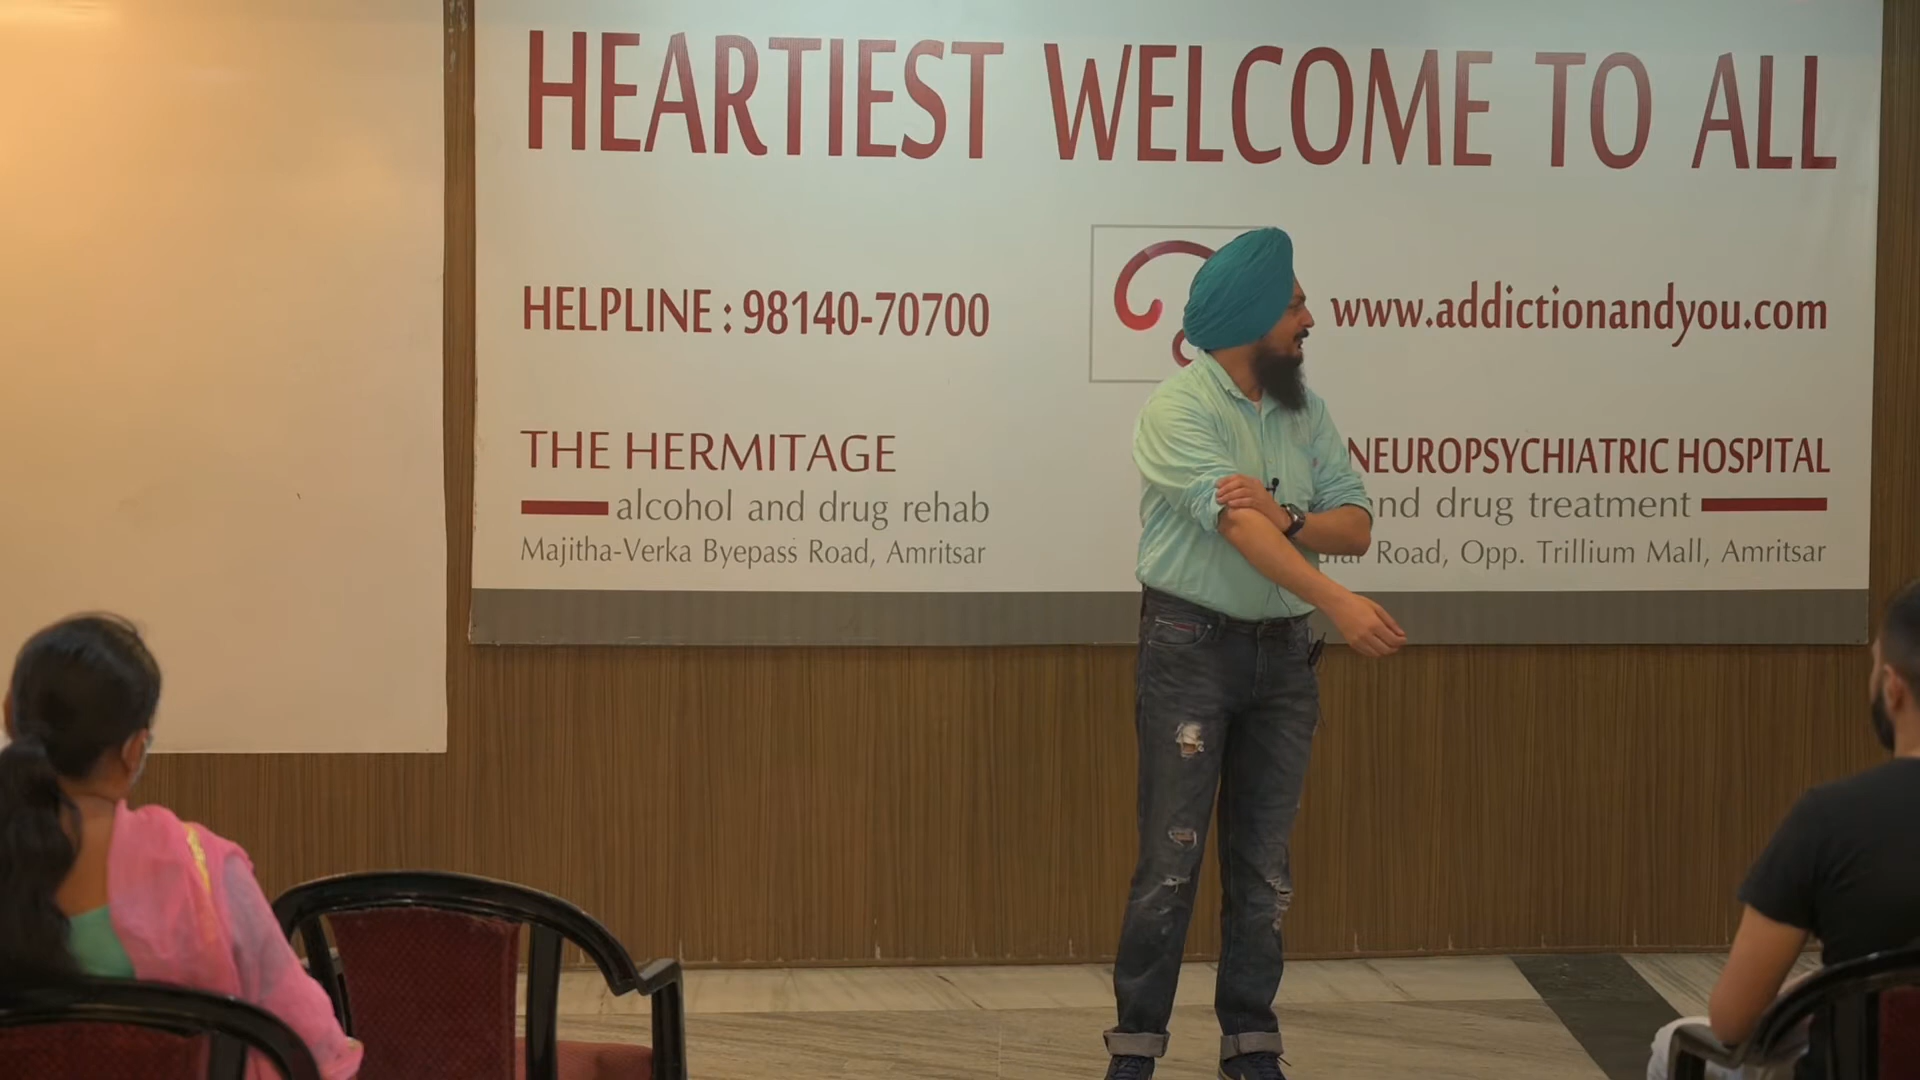 HEARTIEST WELCOME TO ALL
HELPLINE : 98140-70700
www.addictionandyou.com
THE HERMITAGE
alcohol and drug rehab
Majitha-Verka Byepass Road, Amritsar
NEUROPSYCHIATRIC HOSPITAL
and drug treatment
Road, Opp. Trillium Mall, Amritsar